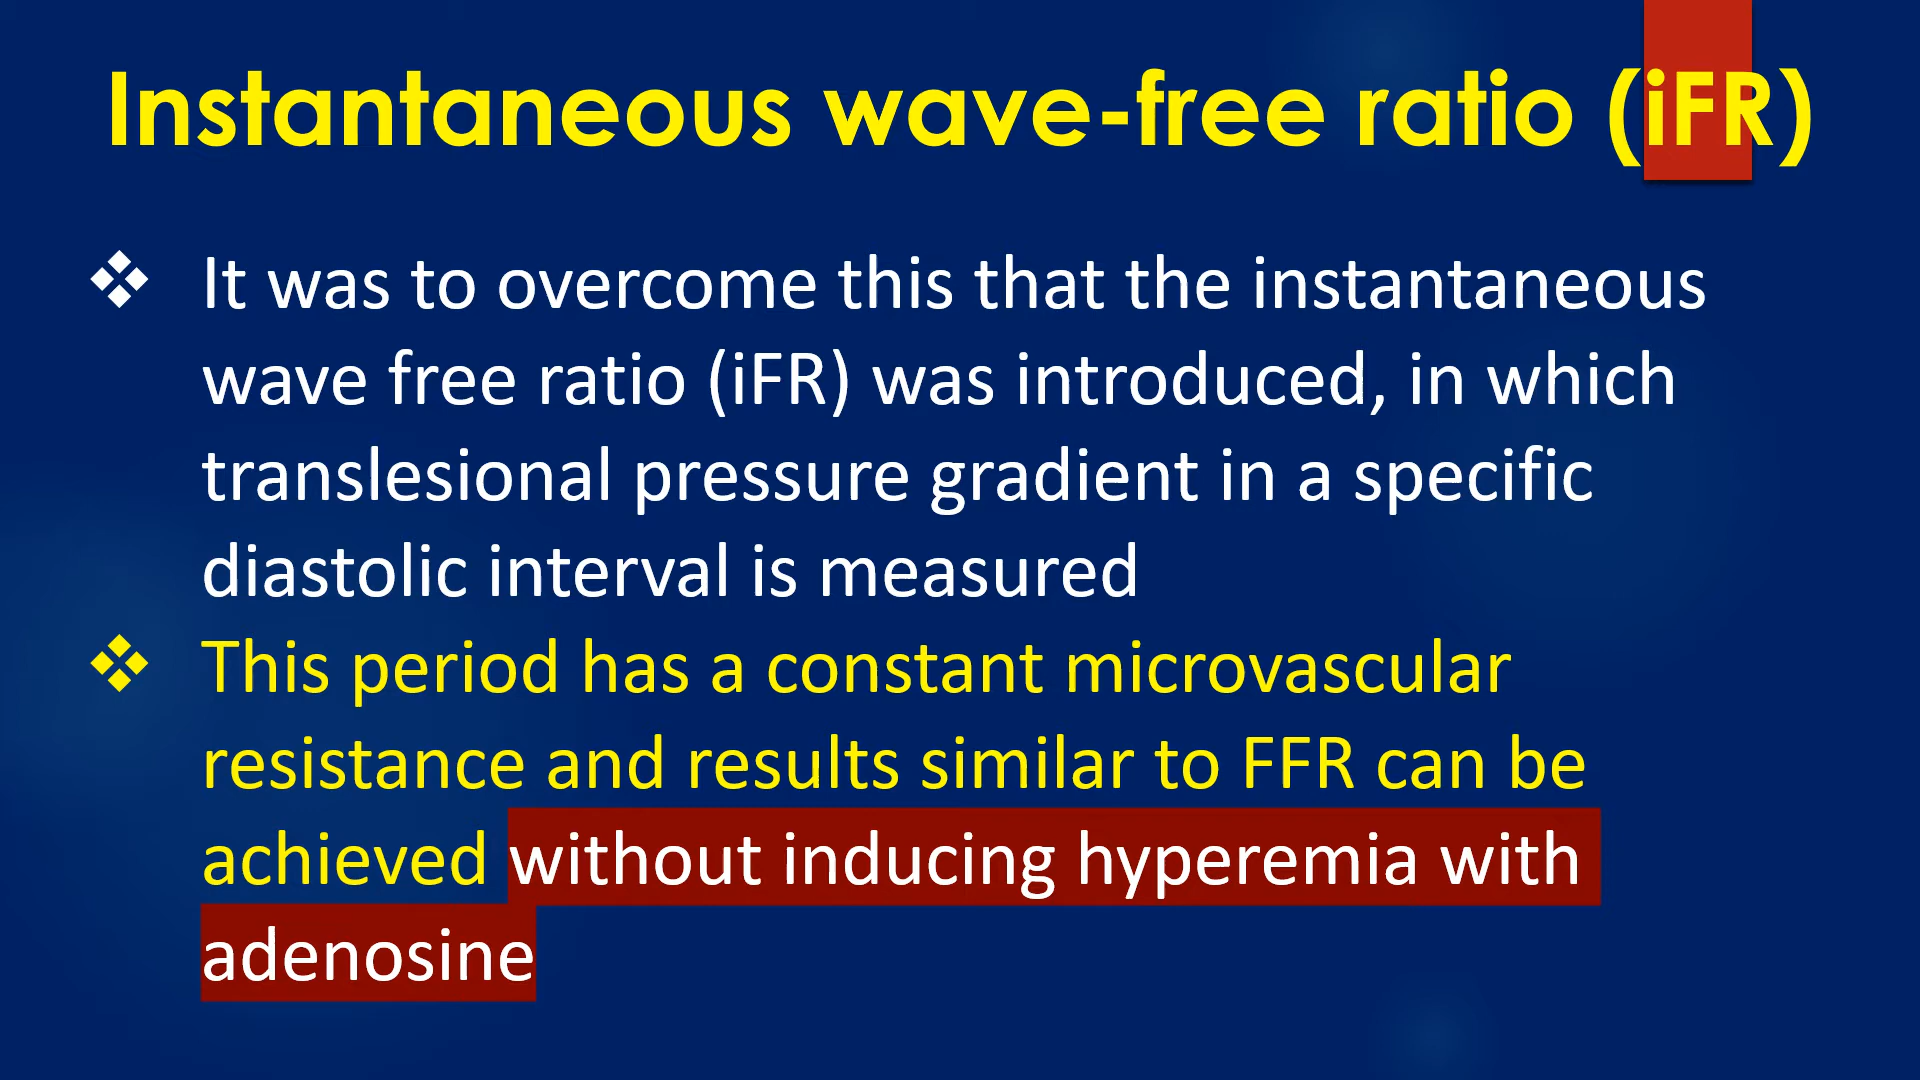 Instantaneous wave-free ratio (iFR)
It was to overcome this that the instantaneous
wave free ratio (iFR) was introduced, in which
translesional pressure gradient in a specific
diastolic interval is measured
This period has a constant microvascular
resistance and results similar to FFR can be
achieved without inducing hyperemia with
adenosine